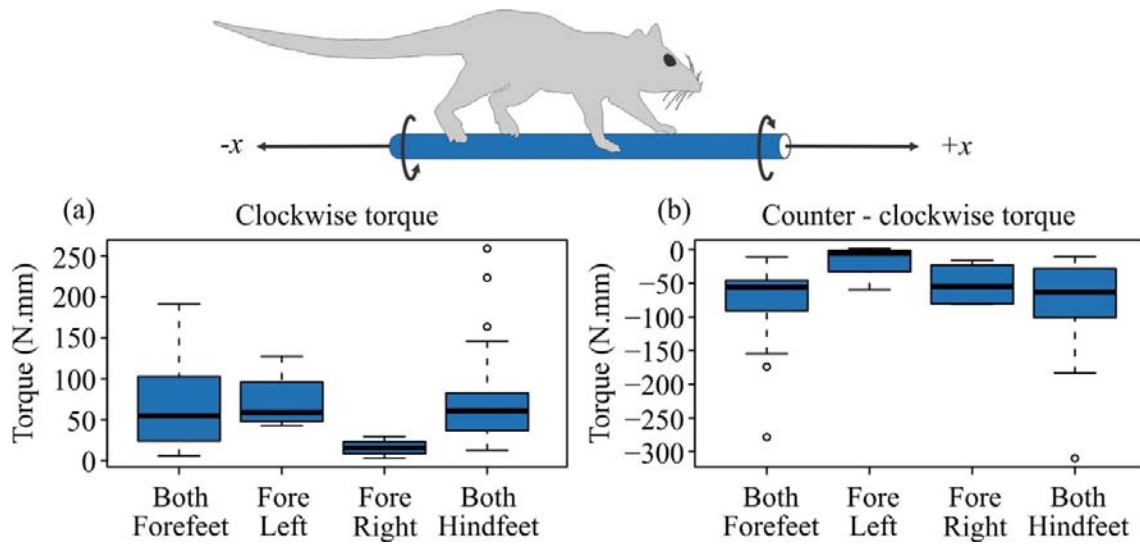 -x
+x
(a)
Clockwise torque
Torque (N.mm)
250
200
150
100
50
0
Both Forefeet
Fore Left
Fore Right
Both Hindfeet
(b)
Counter - clockwise torque
Torque (N.mm)
0
−50
−100
−150
−200
−250
−300
Both Forefeet
Fore Left
Fore Right
Both Hindfeet